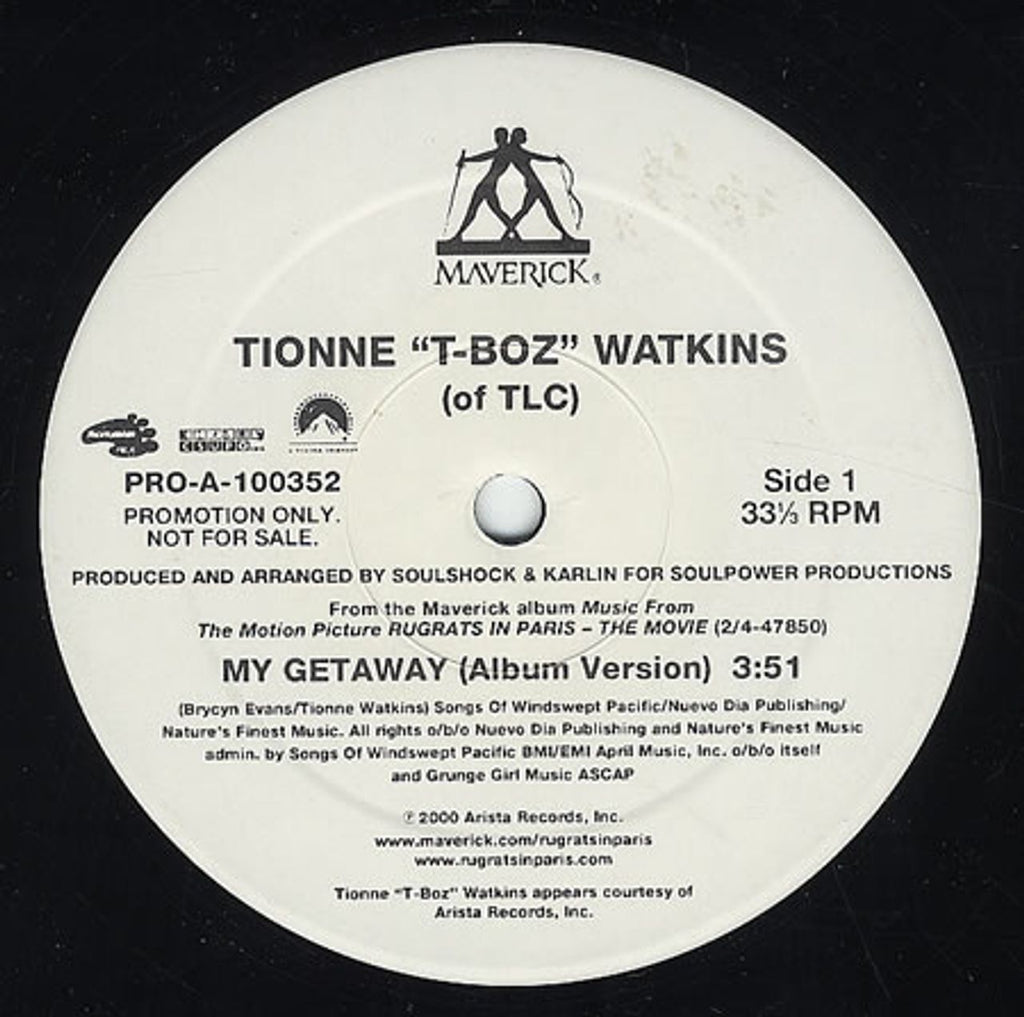 MAVERICK®
TIONNE “T-BOZ” WATKINS
(of TLC)
PRO-A-100352
PROMOTION ONLY.
NOT FOR SALE.
Side 1
33⅓ RPM
PRODUCED AND ARRANGED BY SOULSHOCK & KARLIN FOR SOULPOWER PRODUCTIONS
From the Maverick album Music From
The Motion Picture RUGRATS IN PARIS – THE MOVIE (2/4-47850)
MY GETAWAY (Album Version) 3:51
(Brycyn Evans/Tionne Watkins) Songs Of Windswept Pacific/Nuevo Dia Publishing/
Nature's Finest Music. All rights o/b/o Nuevo Dia Publishing and Nature's Finest Music
admin. by Songs Of Windswept Pacific BMI/EMI April Music, Inc. o/b/o itself
and Grunge Girl Music ASCAP
℗ 2000 Arista Records, Inc.
www.maverick.com/rugratsinparis
www.rugratsinparis.com
Tionne "T-Boz" Watkins appears courtesy of
Arista Records, Inc.